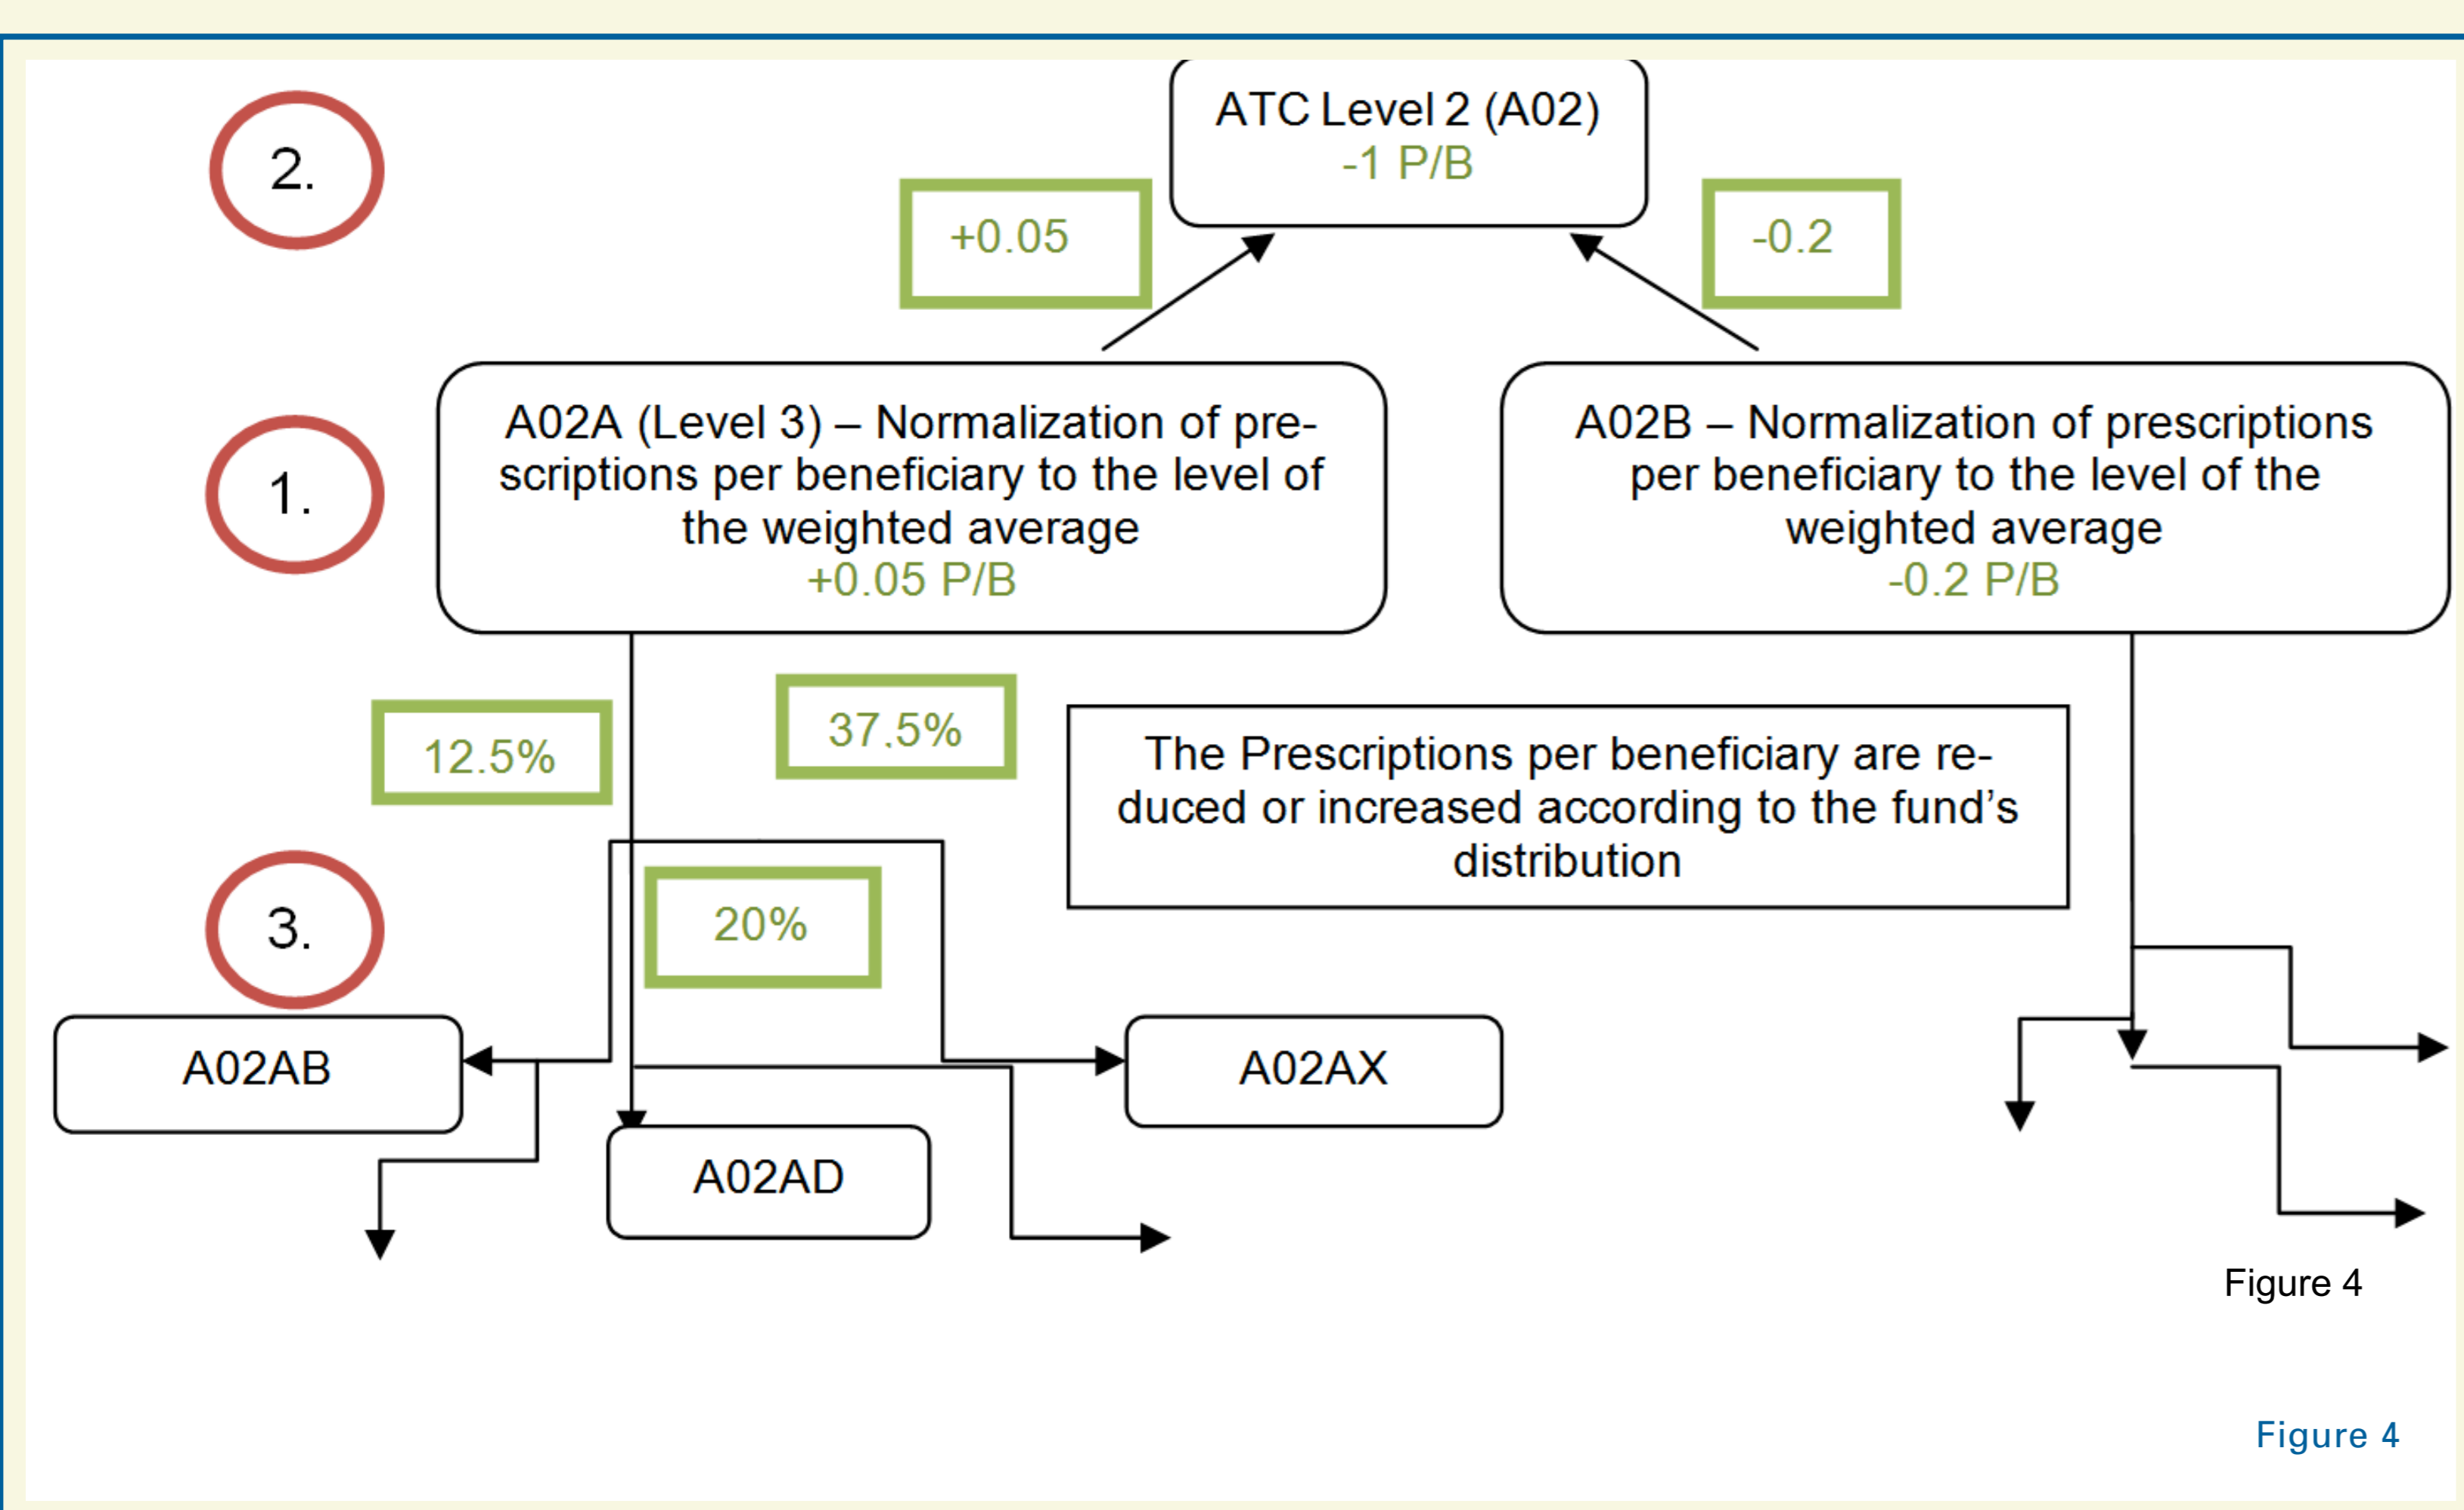 2.
ATC Level 2 (A02)
-1 P/B
+0.05
-0.2
1.
A02A (Level 3) – Normalization of pre-
scriptions per beneficiary to the level of
the weighted average
+0.05 P/B
A02B – Normalization of prescriptions
per beneficiary to the level of the
weighted average
-0.2 P/B
12.5%
37.5%
The Prescriptions per beneficiary are re-
duced or increased according to the fund’s
distribution
3.
20%
A02AB
A02AX
A02AD
Figure 4
Figure 4